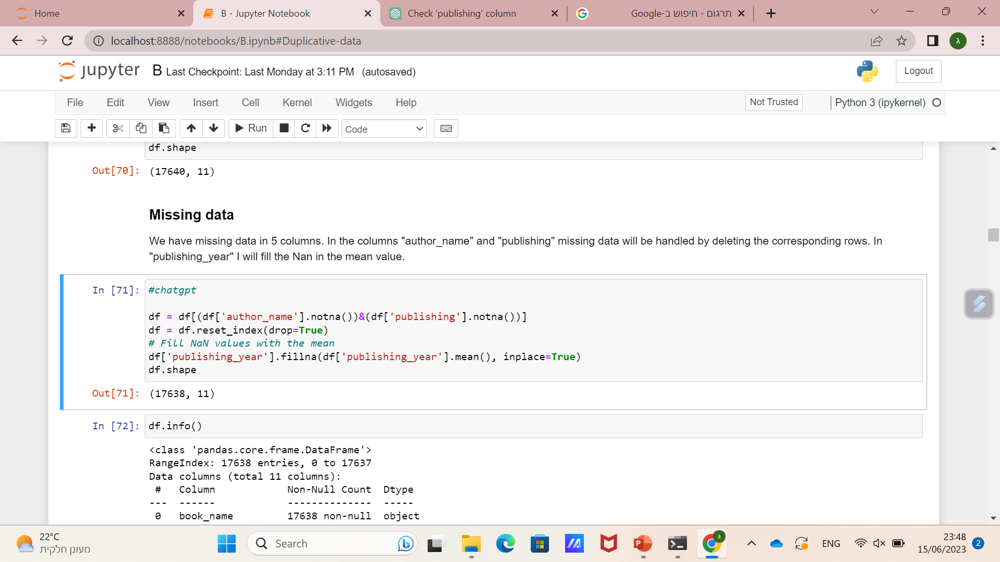 Home
B - Jupyter Notebook
Check 'publishing' column
תרגום - חיפוש ב-Google
localhost:8888/notebooks/B.ipynb#Duplicative-data
λ
jupyter B Last Checkpoint: Last Monday at 3:11 PM (autosaved)
Logout
File Edit View Insert Cell Kernel Widgets Help
Not Trusted
Python 3 (ipykernel)
Run
Code
df.shape
Out[70]: (17640, 11)
Missing data
We have missing data in 5 columns. In the columns "author_name" and "publishing" missing data will be handled by deleting the corresponding rows. In
"publishing_year" I will fill the Nan in the mean value.
In [71]: #chatgpt
df = df[(df['author_name'].notna())&(df['publishing'].notna())]
df = df.reset_index(drop=True)
# Fill NaN values with the mean
df['publishing_year'].fillna(df['publishing_year'].mean(), inplace=True)
df.shape
Out[71]: (17638, 11)
In [72]: df.info()
<class 'pandas.core.frame.DataFrame'>
RangeIndex: 17638 entries, 0 to 17637
Data columns (total 11 columns):
# Column Non-Null Count Dtype
--- ------ -------------- -----
0 book_name 17638 non-null object
22°C
מעונן חלקית
Search
ENG
23:48
15/06/2023
2